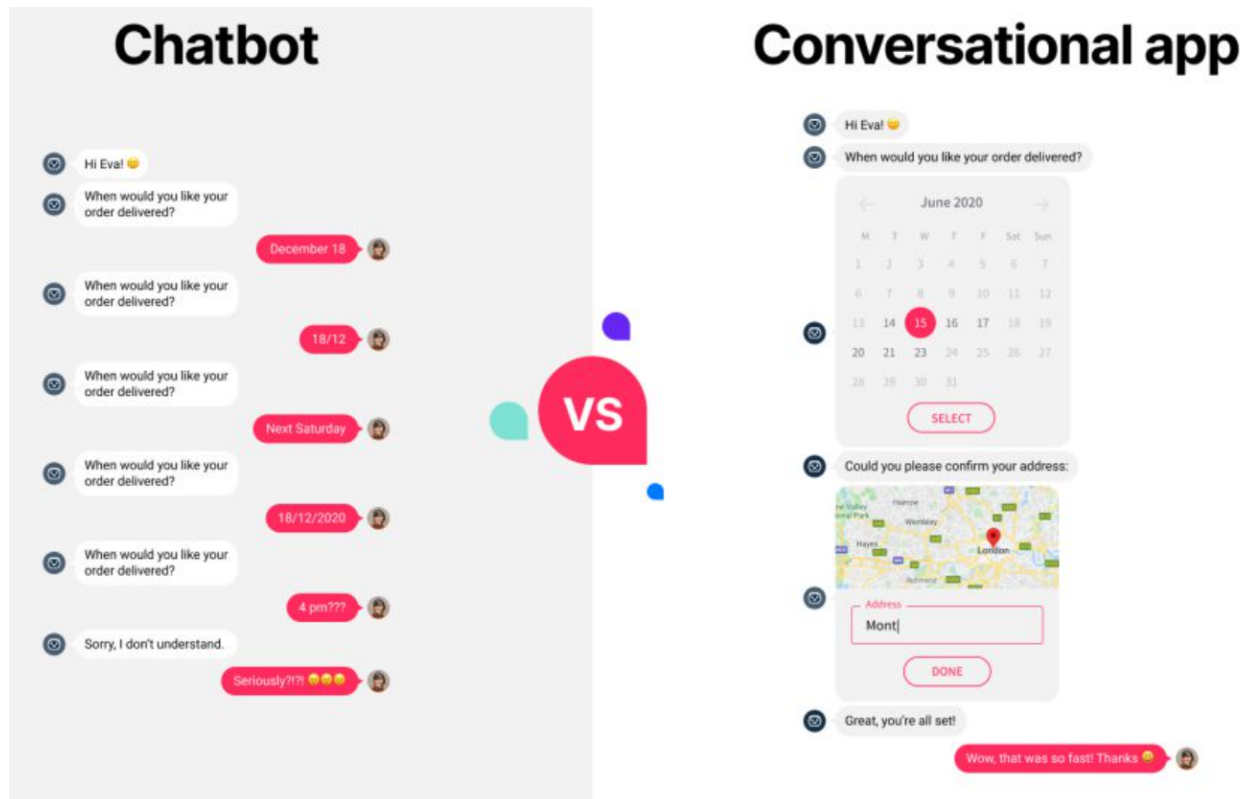 Chatbot
Hi Eva! 😊
When would you like your
order delivered?
December 18
When would you like your
order delivered?
18/12
When would you like your
order delivered?
Next Saturday
When would you like your
order delivered?
18/12/2020
When would you like your
order delivered?
4 pm???
Sorry, I don't understand.
Seriously?!?! 😠😠😠
VS
Conversational app
Hi Eva! 😊
When would you like your order delivered?
June 2020
M T W T F Sat Sun
1 2 3 4 5 6 7
6 7 8 9 10 11 12
13 14 15 16 17 18 19
20 21 23 24 25 26 27
28 29 30 31
SELECT
Could you please confirm your address:
Harrow
Wembley
Hayes
London
Richmond
Address
Mont
DONE
Great, you're all set!
Wow, that was so fast! Thanks 😄